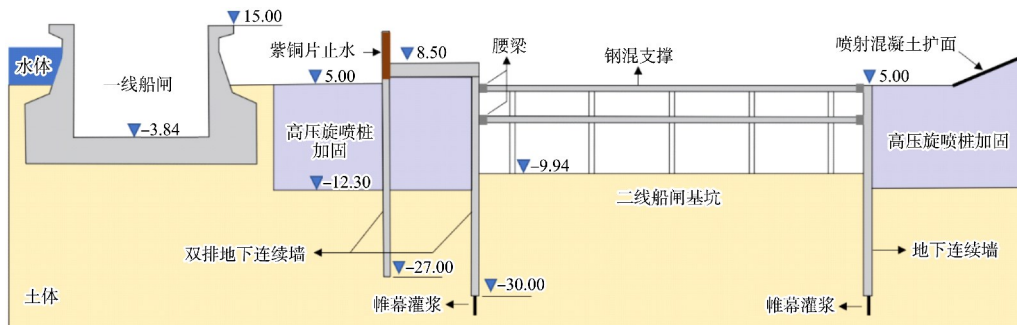 15.00
水体
一线船闸
-3.84
紫铜片止水
8.50
腰梁
钢混支撑
喷射混凝土护面
5.00
5.00
高压旋喷桩
加固
-12.30
-9.94
高压旋喷桩加固
二线船闸基坑
双排地下连续墙
-27.00
-30.00
地下连续墙
土体
帷幕灌浆
帷幕灌浆